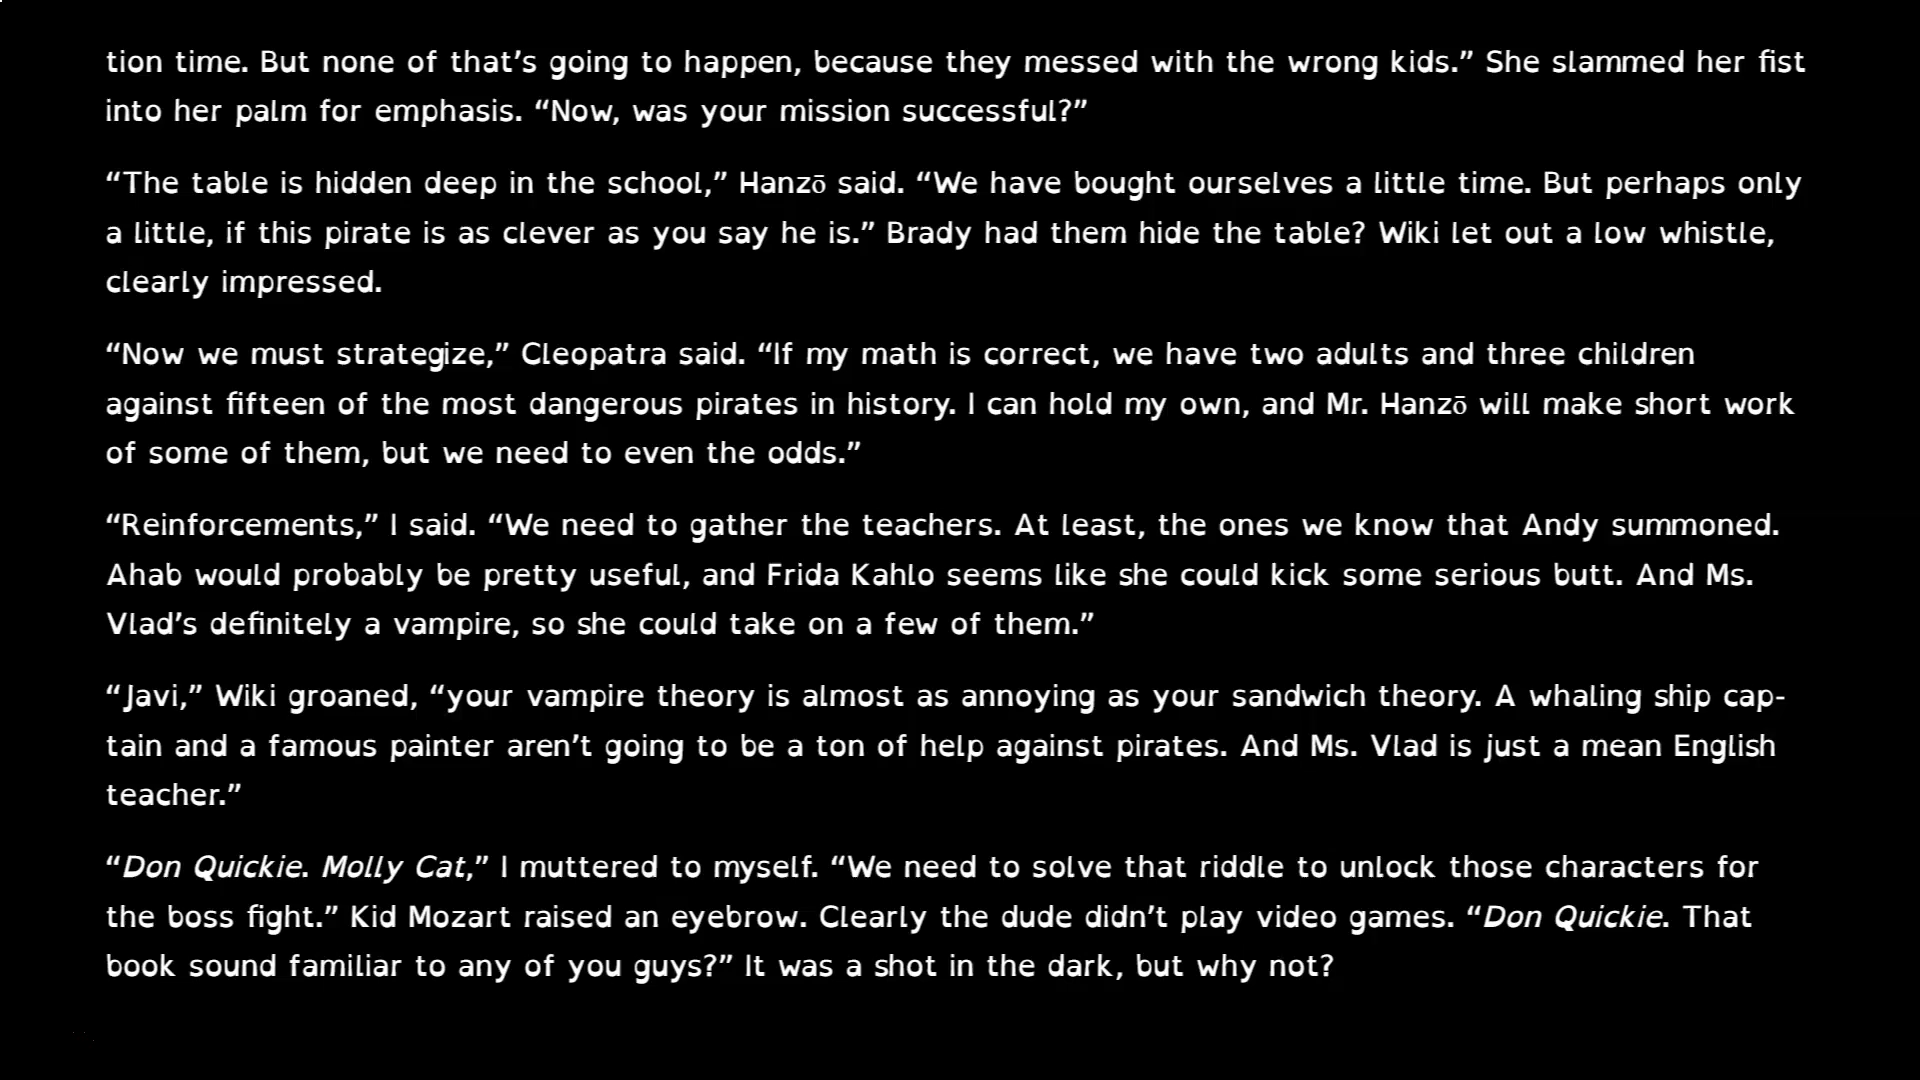 tion time. But none of that’s going to happen, because they messed with the wrong kids.” She slammed her fist
into her palm for emphasis. “Now, was your mission successful?”
“The table is hidden deep in the school,” Hanzō said. “We have bought ourselves a little time. But perhaps only
a little, if this pirate is as clever as you say he is.” Brady had them hide the table? Wiki let out a low whistle,
clearly impressed.
“Now we must strategize,” Cleopatra said. “If my math is correct, we have two adults and three children
against fifteen of the most dangerous pirates in history. I can hold my own, and Mr. Hanzō will make short work
of some of them, but we need to even the odds.”
“Reinforcements,” I said. “We need to gather the teachers. At least, the ones we know that Andy summoned.
Ahab would probably be pretty useful, and Frida Kahlo seems like she could kick some serious butt. And Ms.
Vlad’s definitely a vampire, so she could take on a few of them.”
“Javi,” Wiki groaned, “your vampire theory is almost as annoying as your sandwich theory. A whaling ship cap-
tain and a famous painter aren’t going to be a ton of help against pirates. And Ms. Vlad is just a mean English
teacher.”
“Don Quickie. Molly Cat,” I muttered to myself. “We need to solve that riddle to unlock those characters for
the boss fight.” Kid Mozart raised an eyebrow. Clearly the dude didn’t play video games. “Don Quickie. That
book sound familiar to any of you guys?” It was a shot in the dark, but why not?